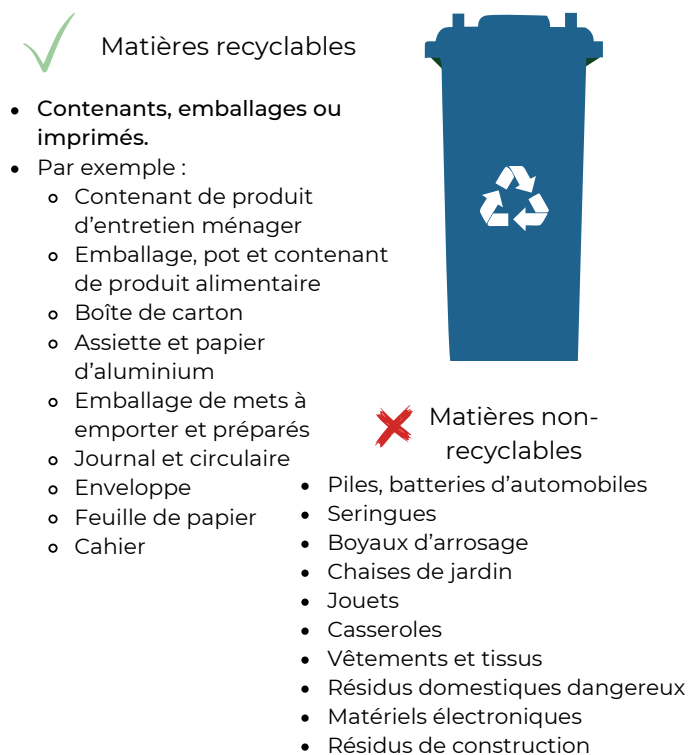 Matières recyclables
Contenants, emballages ou
imprimés.
Par exemple :
Contenant de produit
d'entretien ménager
Emballage, pot et contenant
de produit alimentaire
Boîte de carton
Assiette et papier
d'aluminium
Emballage de mets à
emporter et préparés
Journal et circulaire
Enveloppe
Feuille de papier
Cahier
Matières non-
recyclables
Piles, batteries d'automobiles
Seringues
Boyaux d'arrosage
Chaises de jardin
Jouets
Casseroles
Vêtements et tissus
Résidus domestiques dangereux
Matériels électroniques
Résidus de construction